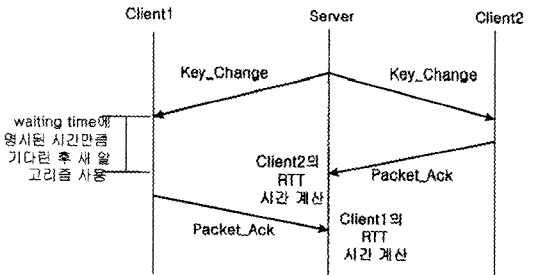 Client1
Server
Client2
Key_Change
Key_Change
waiting time에
명시된 시간만큼
기다린 후 새 알
고리즘 사용
Client2의
RTT
시간 계산
Packet_Ack
Packet_Ack
Client1의
RTT
시간 계산